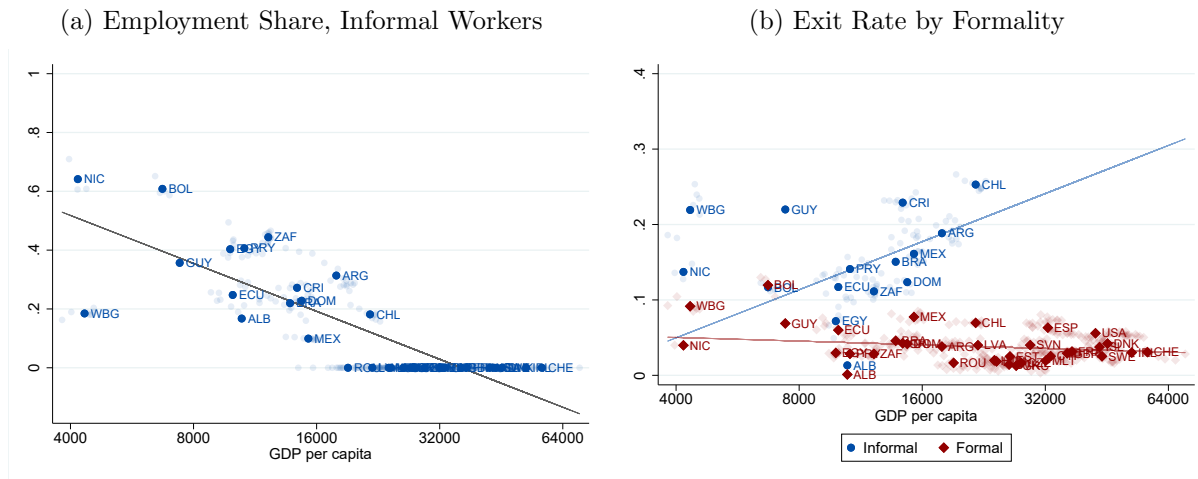 (a) Employment Share, Informal Workers
1
.8
.6
.4
.2
0
NIC
BOL
ZAF
PRY
GUY
ARG
CRI
ECU
DOM
WBG
ALB
CHL
MEX
CHE
4000
8000
16000
32000
64000
GDP per capita
(b) Exit Rate by Formality
.4
.3
.2
.1
0
CHL
CRI
WBG
GUY
ARG
MEX
BRA
PRY
NIC
DOM
ECU
ZAF
BOL
BOL
EGY
ALB
WBG
MEX
GUY
CHL
ECU
ESP
USA
NIC
ARG
LVA
SVN
DNK
ZAF
ROU
EST
MLT
SWE
CHE
ALB
4000
8000
16000
32000
64000
GDP per capita
Informal
Formal